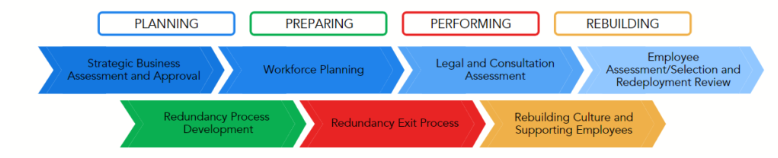 PLANNING
PREPARING
PERFORMING
REBUILDING
Strategic Business
Assessment and Approval
Workforce Planning
Legal and Consultation
Assessment
Employee
Assessment/Selection and
Redeployment Review
Redundancy Process
Development
Redundancy Exit Process
Rebuilding Culture and
Supporting Employees